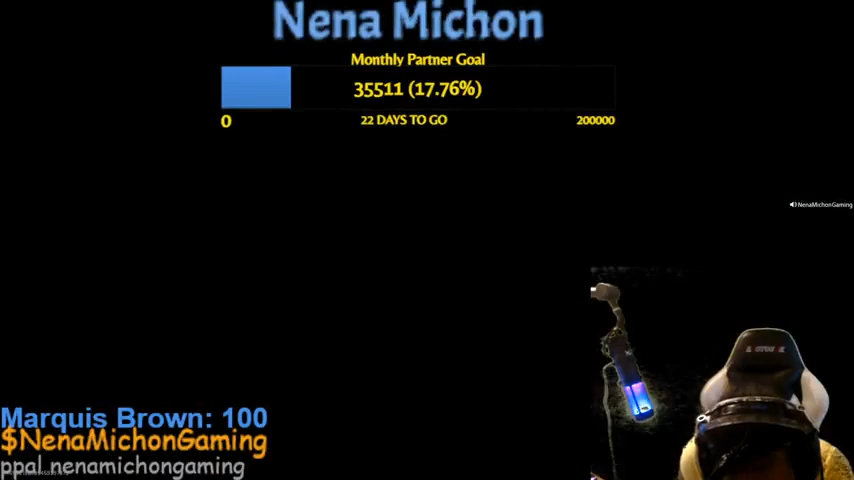 Nena Michon
Monthly Partner Goal
35511 (17.76%)
0
22 DAYS TO GO
200000
NenaMichonGaming
Marquis Brown: 100
$NenaMichonGaming
ppal nenamichongaming